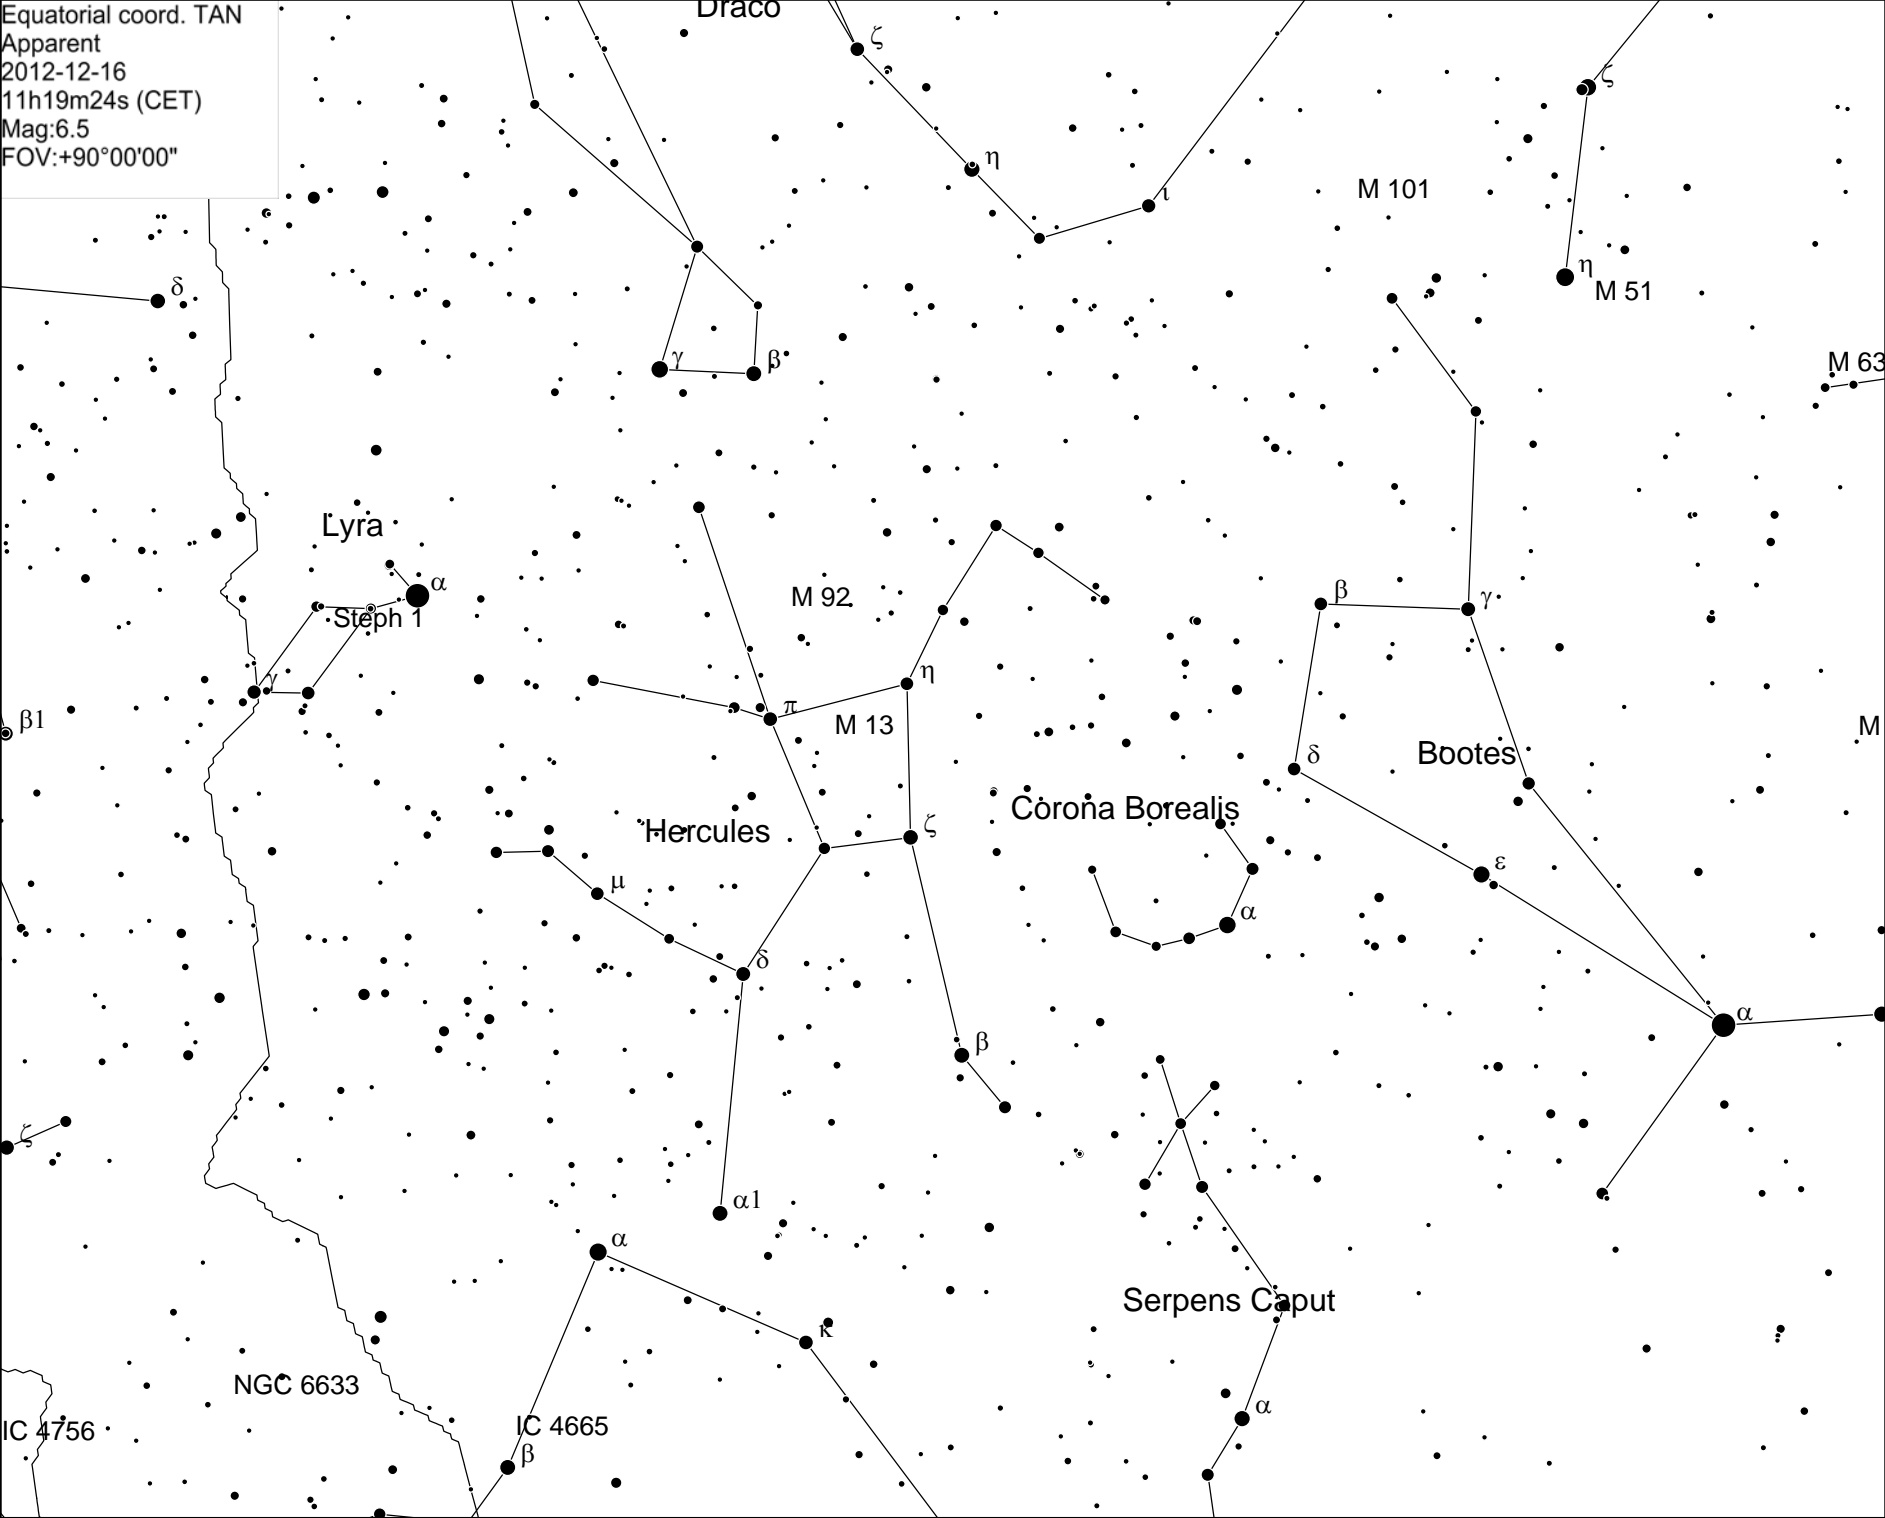 Equatorial coord. TAN
Apparent
2012-12-16
11h19m24s (CET)
Mag:6.5
FOV:+90°00'00"
Draco
ζ
ζ
η
ι
M 101
η
M 51
δ
γ
β
M 63
Lyra
α
Steph 1
γ
M 92
β
γ
β1
π
η
M 13
M
δ
Bootes
Hercules
ζ
Corona Borealis
μ
ε
α
δ
α
β
ζ
α1
α
Serpens Caput
κ
NGC 6633
α
IC 4756
IC 4665
β